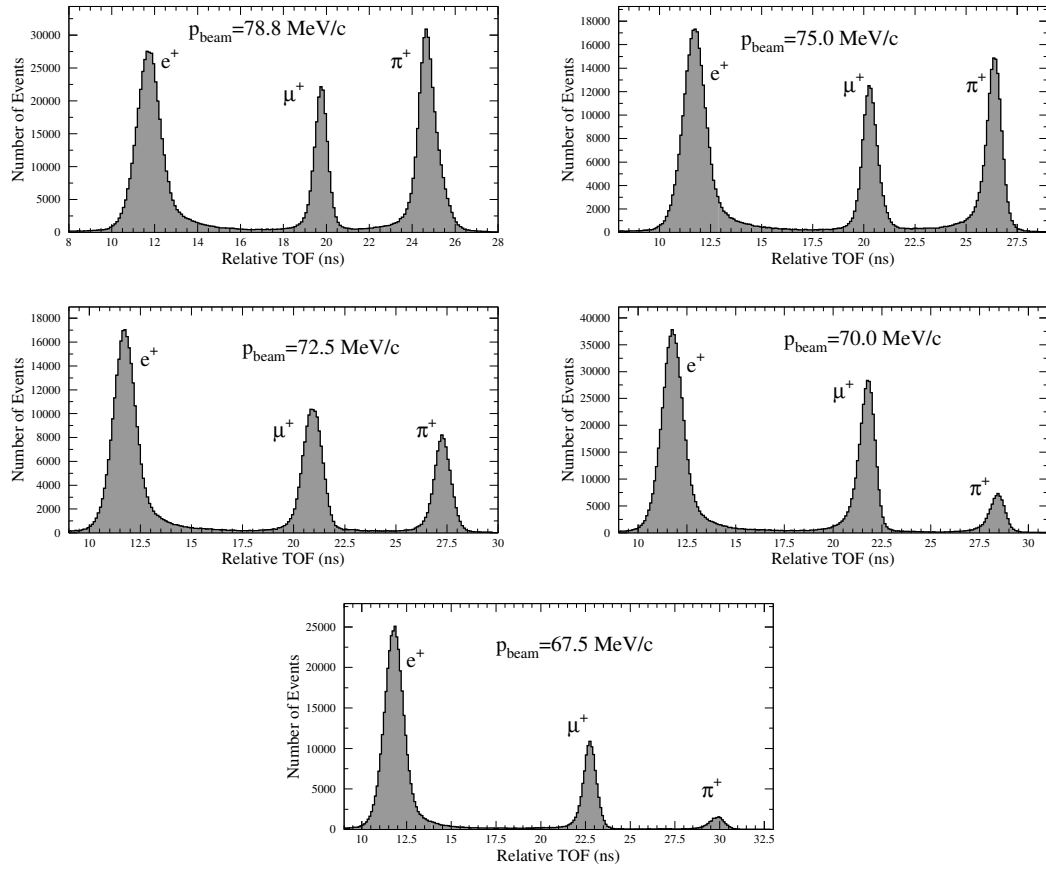 p_beam=78.8 MeV/c
e+
μ+
π+
Number of Events
30000
25000
20000
15000
10000
5000
0
8 10 12 14 16 18 20 22 24 26 28
Relative TOF (ns)
p_beam=75.0 MeV/c
e+
μ+
π+
Number of Events
18000
16000
14000
12000
10000
8000
6000
4000
2000
0
10 12.5 15 17.5 20 22.5 25 27.5
Relative TOF (ns)
p_beam=72.5 MeV/c
e+
μ+
π+
Number of Events
18000
16000
14000
12000
10000
8000
6000
4000
2000
0
10 12.5 15 17.5 20 22.5 25 27.5 30
Relative TOF (ns)
p_beam=70.0 MeV/c
e+
μ+
π+
Number of Events
40000
35000
30000
25000
20000
15000
10000
5000
0
10 12.5 15 17.5 20 22.5 25 27.5 30
Relative TOF (ns)
p_beam=67.5 MeV/c
e+
μ+
π+
Number of Events
25000
20000
15000
10000
5000
0
10 12.5 15 17.5 20 22.5 25 27.5 30 32.5
Relative TOF (ns)